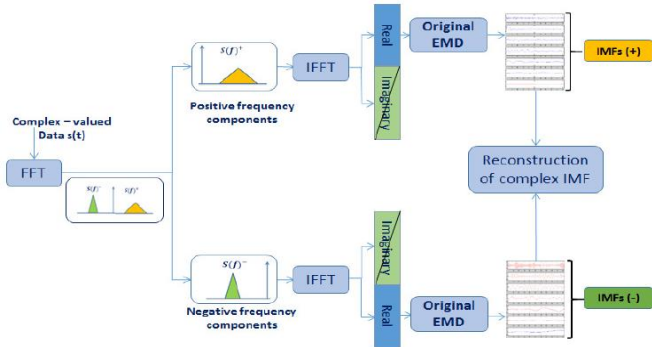 Complex – valued
Data s(t)
FFT
S(f)⁻
S(f)⁺
S(f)⁺
Positive frequency
components
IFFT
Real
Imaginary
Original
EMD
IMFs (+)
Reconstruction
of complex IMF
S(f)⁻
Negative frequency
components
IFFT
Imaginary
Real
Original
EMD
IMFs (-)